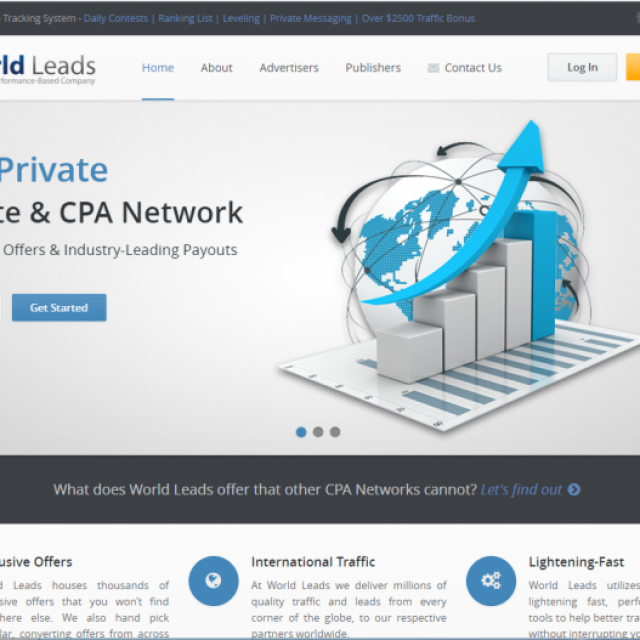 Tracking System - Daily Contests | Ranking List | Leveling | Private Messaging | Over $2500 Traffic Bonus
ld Leads
rformance-Based Company
Home About Advertisers Publishers Contact Us Log In
Private
te & CPA Network
Offers & Industry-Leading Payouts
Get Started
What does World Leads offer that other CPA Networks cannot? Let's find out
usive Offers
d Leads houses thousands of
sive offers that you won't find
here else. We also hand pick
lar, converting offers from across
International Traffic
At World Leads we deliver millions of
quality traffic and leads from every
corner of the globe, to our respective
partners worldwide.
Lightening-Fast
World Leads utilizes
lightening fast, perf
tools to help better tra
without interrupting yo